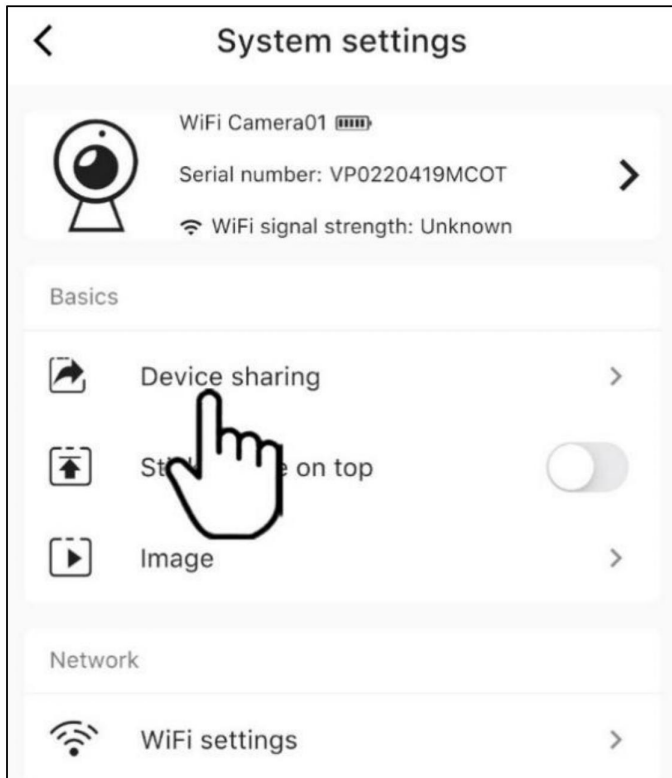 System settings
WiFi Camera01
Serial number: VP0220419MCOT
WiFi signal strength: Unknown
Basics
Device sharing
on top
Image
Network
WiFi settings